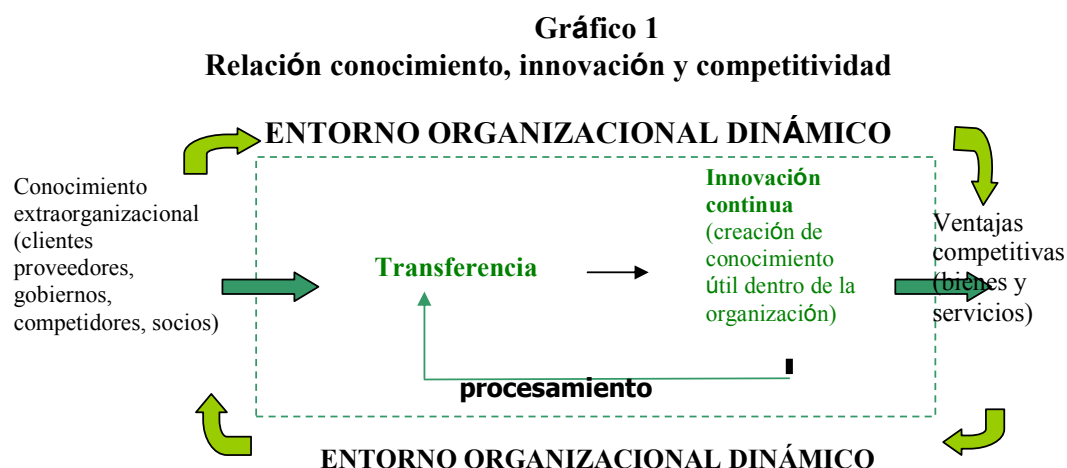 Gráfico 1
Relación conocimiento, innovación y competitividad
ENTORNO ORGANIZACIONAL DINÁMICO
Conocimiento
extraorganizacional
(clientes
proveedores,
gobiernos,
competidores, socios)
Transferencia
Innovación
continua
(creación de
conocimiento
útil dentro de la
organización)
Ventajas
competitivas
(bienes y
servicios)
procesamiento
ENTORNO ORGANIZACIONAL DINÁMICO